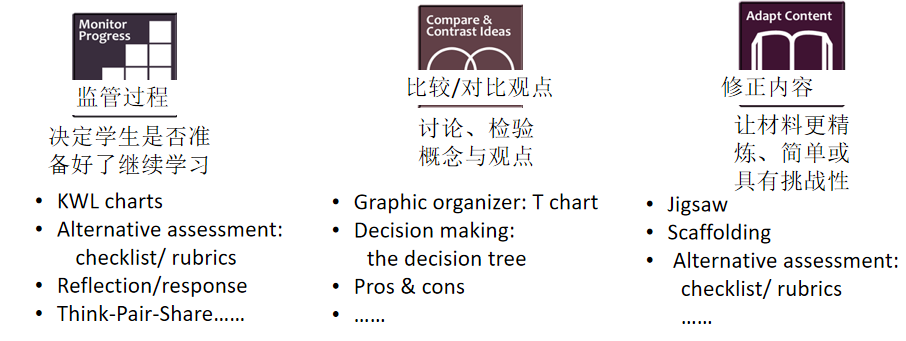 Monitor
Progress
监管过程
决定学生是否准
备好了继续学习
• KWL charts
• Alternative assessment:
checklist/ rubrics
• Reflection/response
• Think-Pair-Share……
Compare &
Contrast Ideas
比较/对比观点
讨论、检验
概念与观点
• Graphic organizer: T chart
• Decision making:
the decision tree
• Pros & cons
• ……
Adapt Content
修正内容
让材料更精
炼、简单或
具有挑战性
• Jigsaw
• Scaffolding
• Alternative assessment:
checklist/ rubrics
……